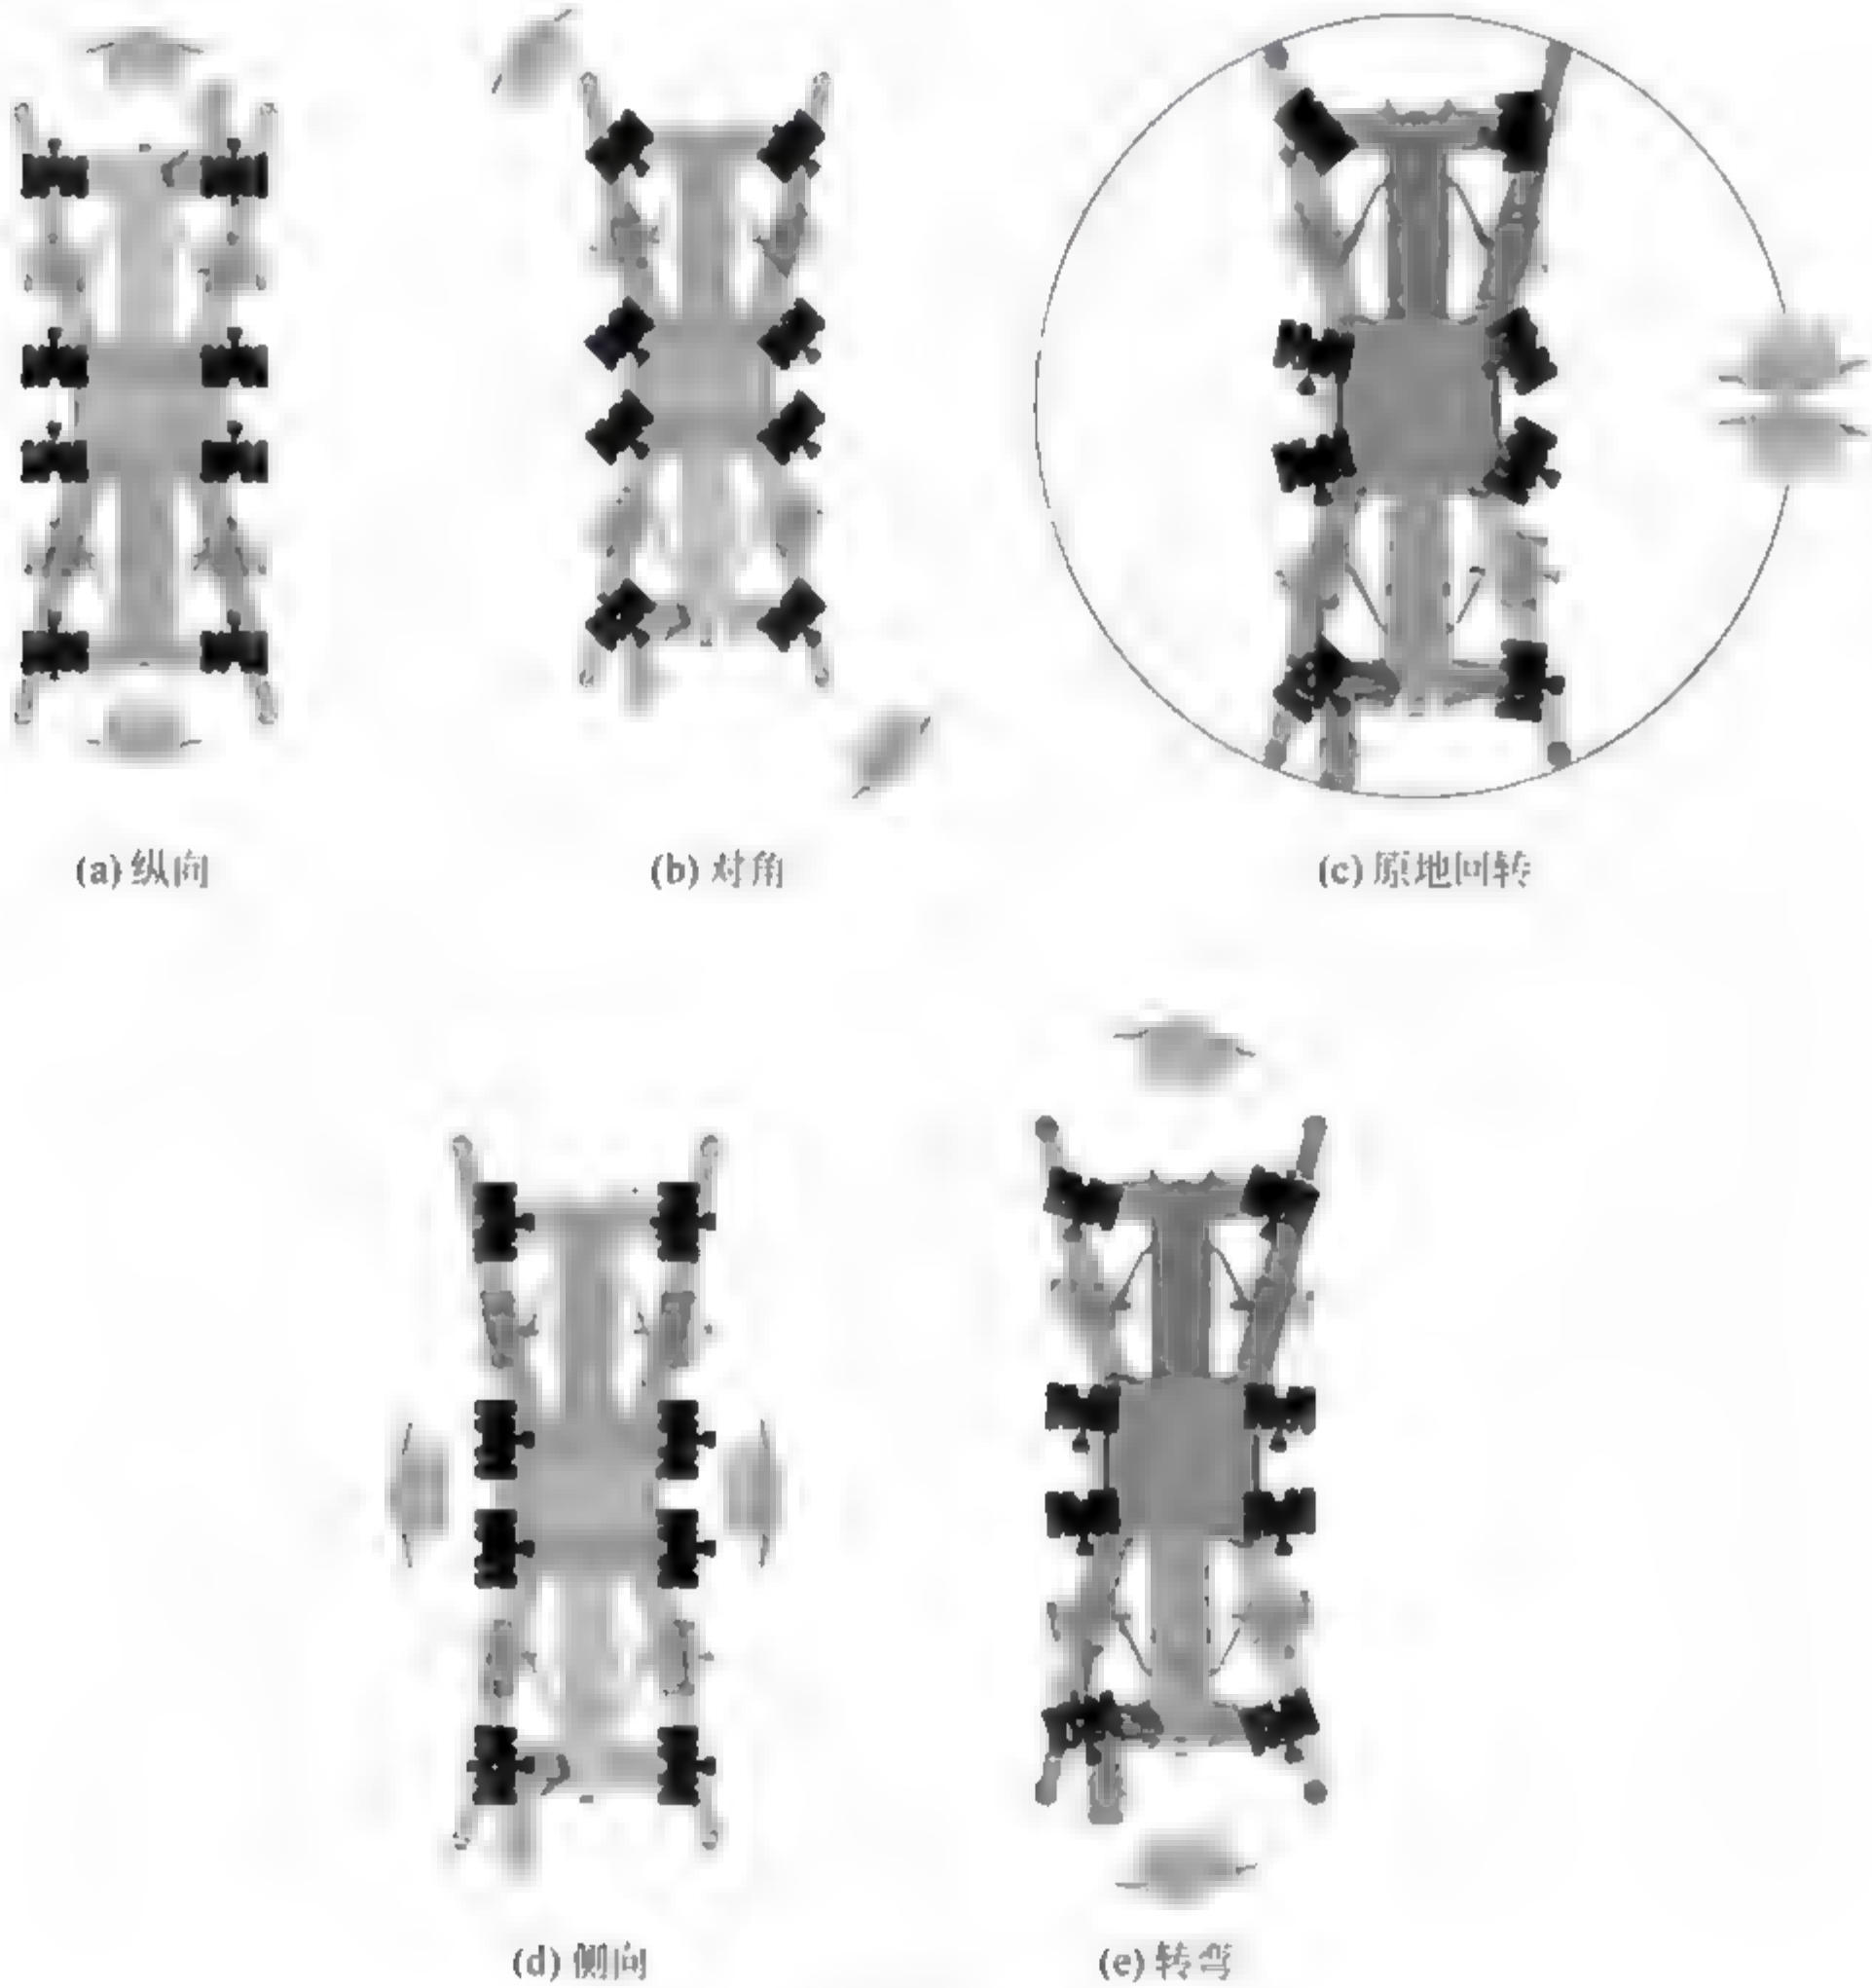 (a) 纵向
(b) 对角
(c) 原地回转
(d) 侧向
(e) 转弯